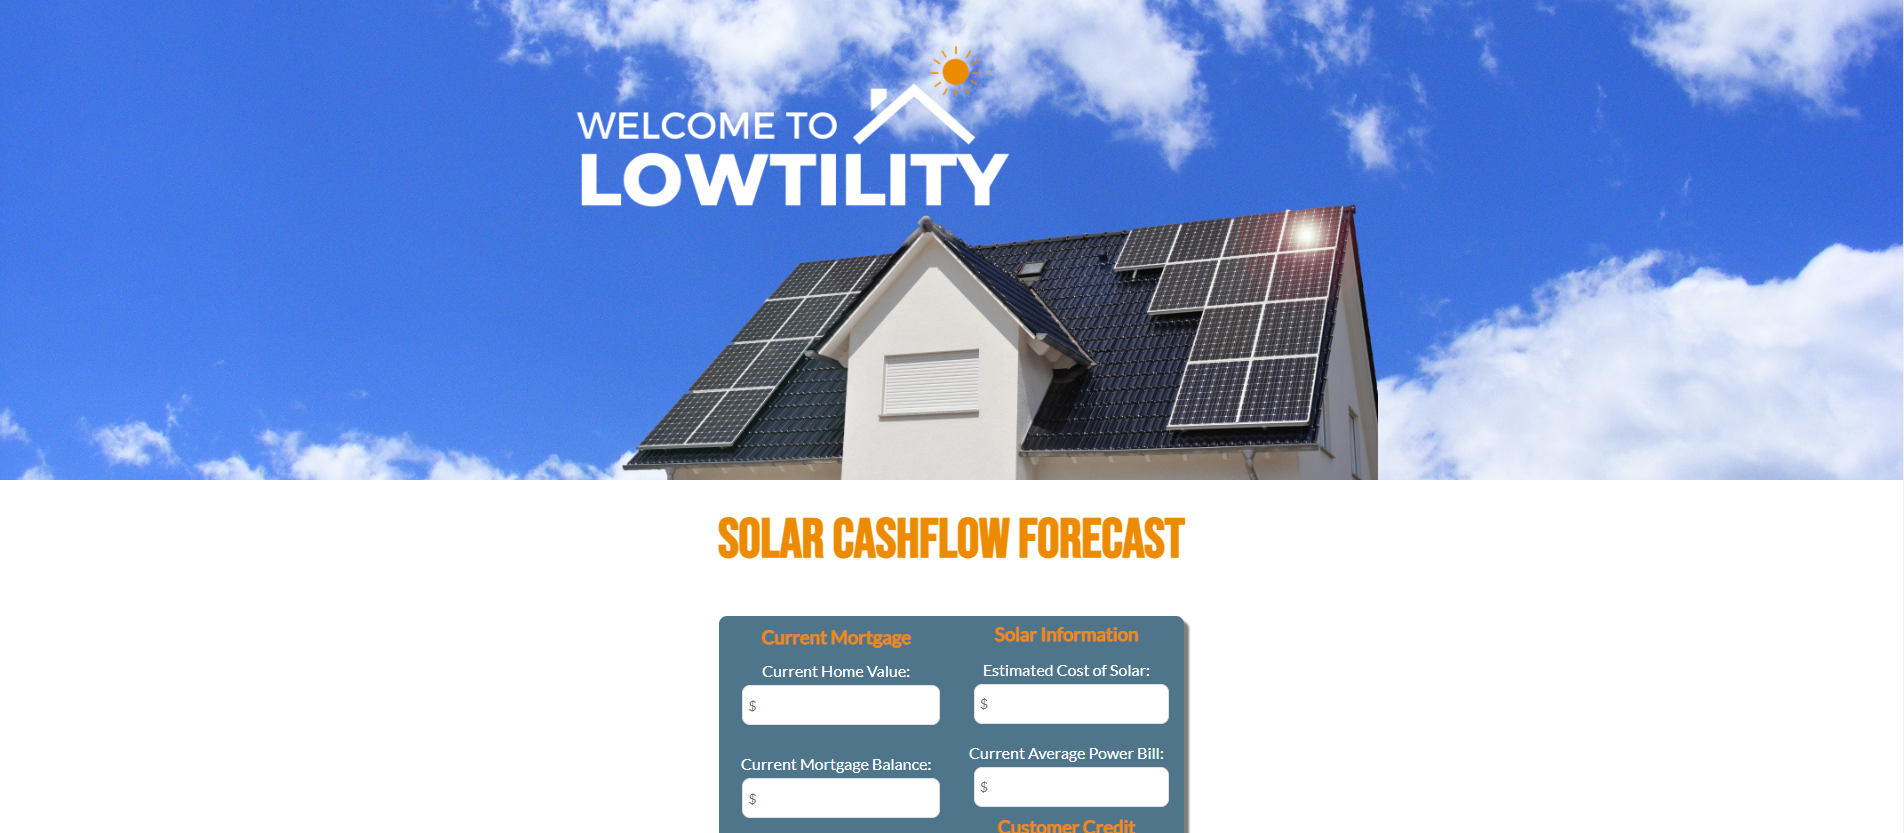 WELCOME TO
LOWTILITY
SOLAR CASHFLOW FORECAST
Current Mortgage
Current Home Value:
$
Current Mortgage Balance:
$
Solar Information
Estimated Cost of Solar:
$
Current Average Power Bill:
$
Customer Credit